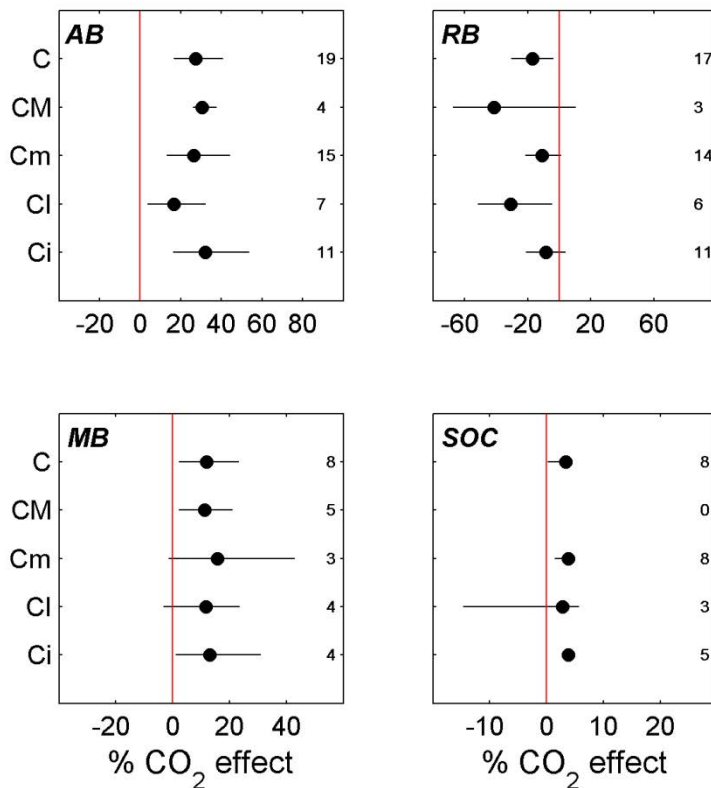 AB
C 19
CM 4
Cm 15
Cl 7
Ci 11
-20 0 20 40 60 80
RB
17
3
14
6
11
-60 -20 20 60
MB
C 8
CM 5
Cm 3
Cl 4
Ci 4
-20 0 20 40
% CO₂ effect
SOC
8
0
8
3
5
-10 0 10 20
% CO₂ effect